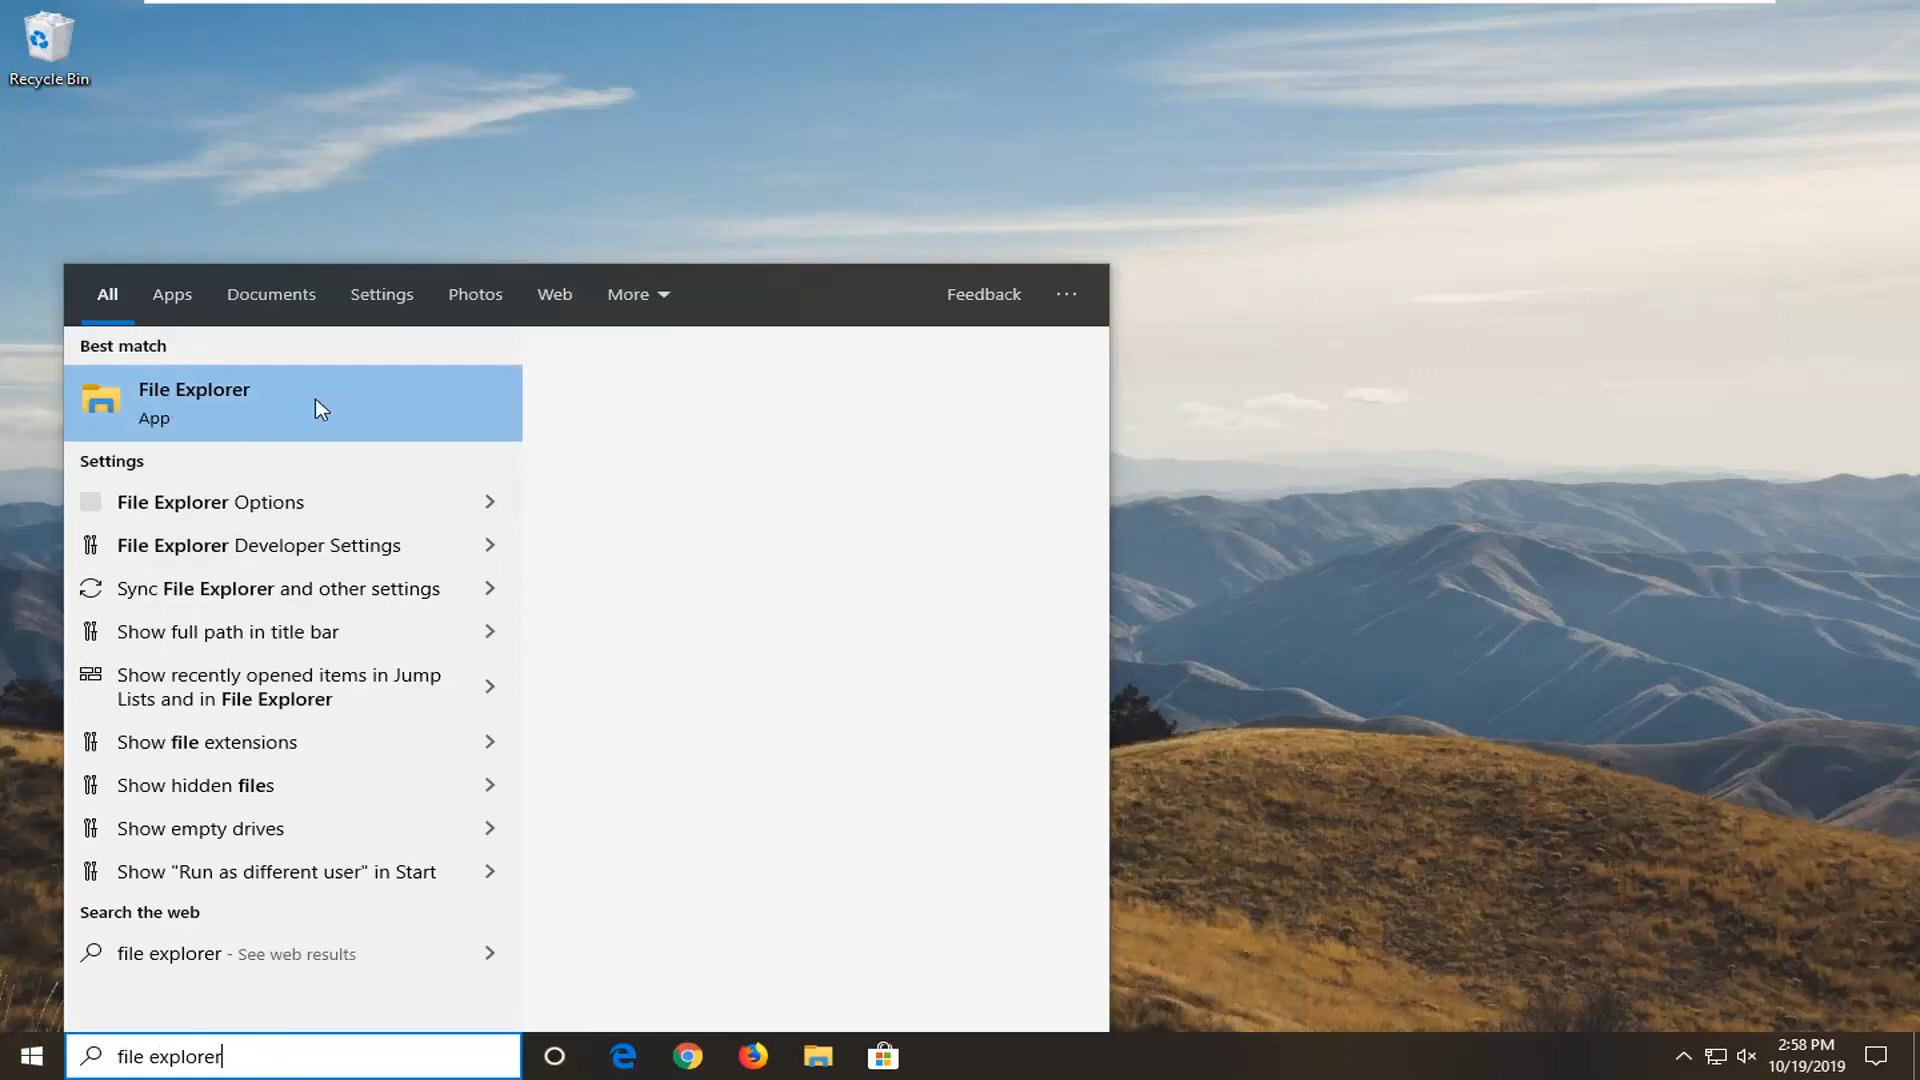 Recycle Bin
All Apps Documents Settings Photos Web More Feedback ···
Best match
File Explorer
App
Settings
File Explorer Options
File Explorer Developer Settings
Sync File Explorer and other settings
Show full path in title bar
Show recently opened items in Jump
Lists and in File Explorer
Show file extensions
Show hidden files
Show empty drives
Show "Run as different user" in Start
Search the web
file explorer - See web results
file explorer
2:58 PM
10/19/2019